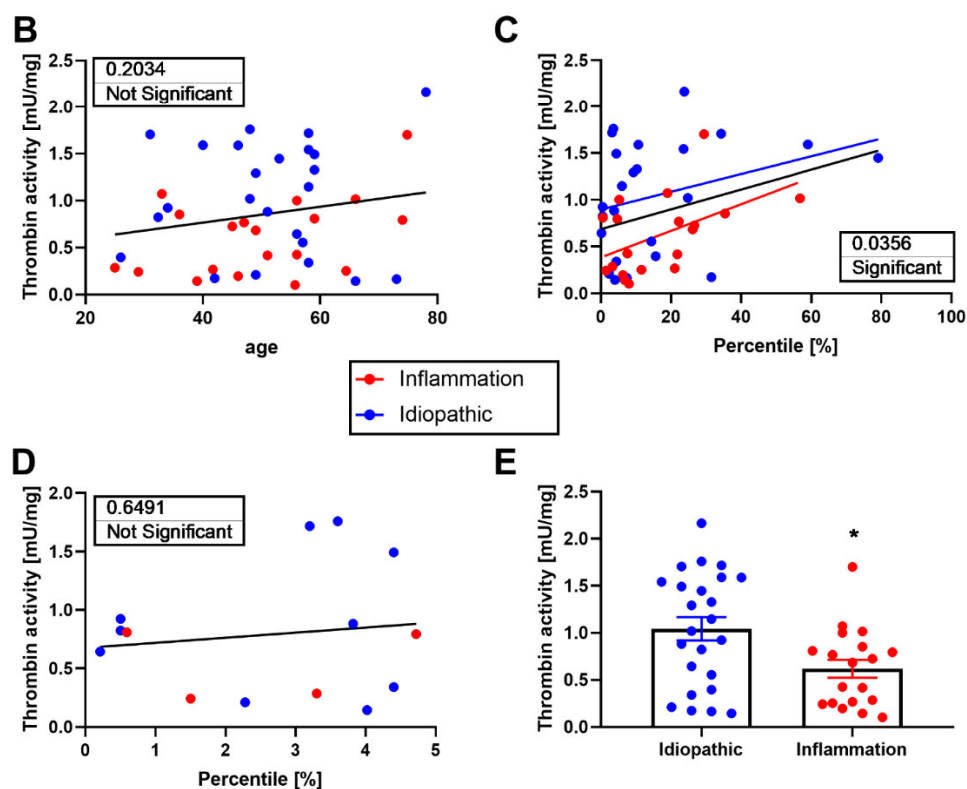 B
0.2034
Not Significant
Thrombin activity [mU/mg]
2.5
2.0
1.5
1.0
0.5
0.0
20 40 60 80
age
C
Thrombin activity [mU/mg]
2.5
2.0
1.5
1.0
0.5
0.0
0.0356
Significant
0 20 40 60 80 100
Percentile [%]
Inflammation
Idiopathic
D
0.6491
Not Significant
Thrombin activity [mU/mg]
2.0
1.5
1.0
0.5
0.0
0 1 2 3 4 5
Percentile [%]
E
Thrombin activity [mU/mg]
2.5
2.0
1.5
1.0
0.5
0.0
*
Idiopathic Inflammation